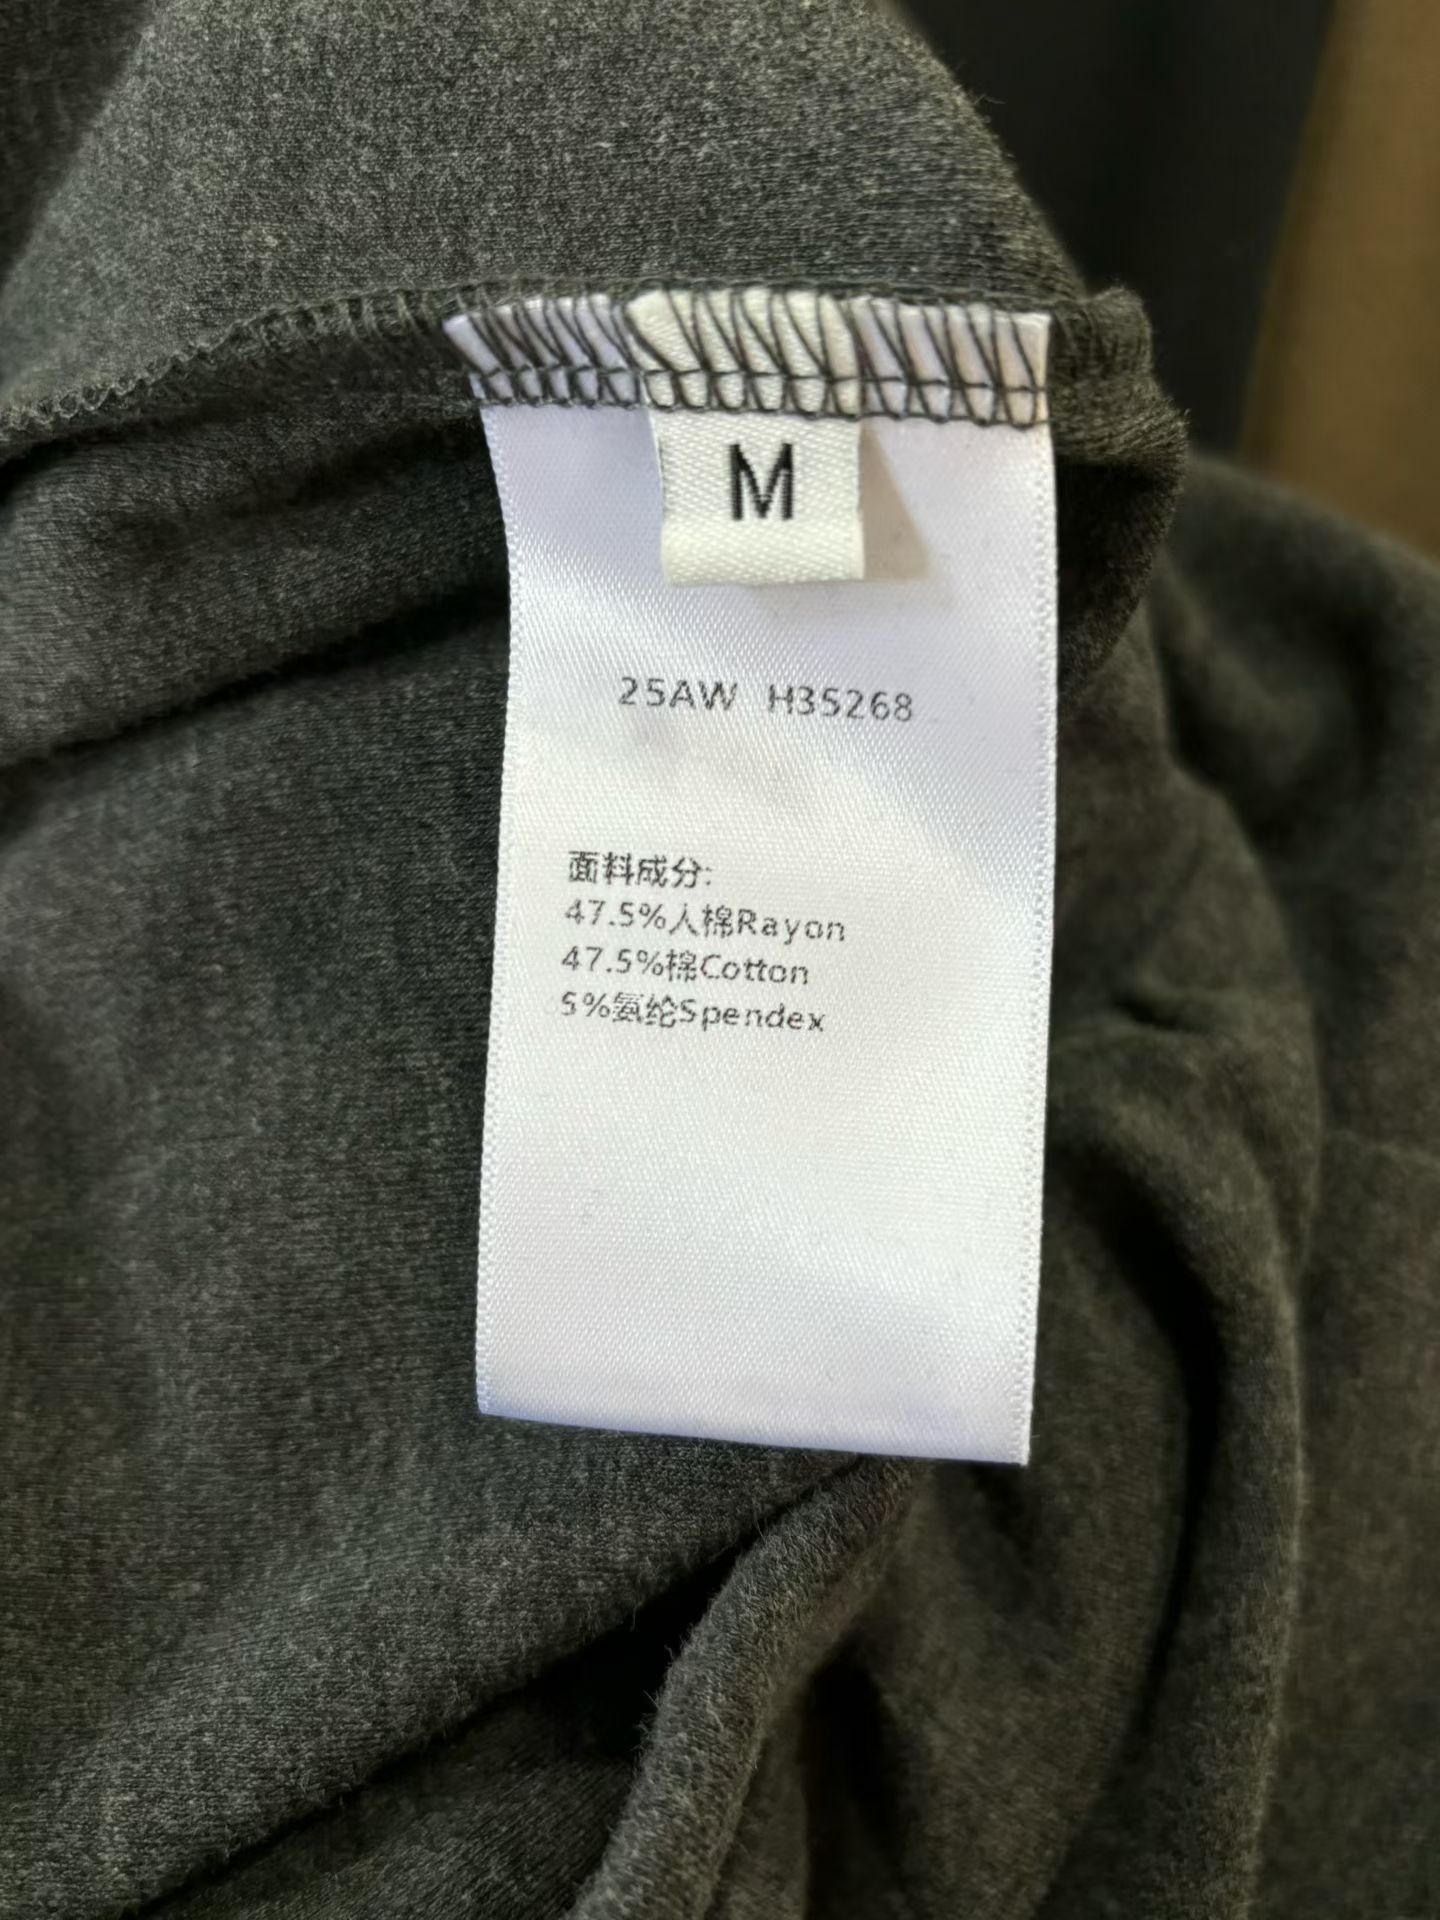 M
25AW H35268
面料成分:
47.5%人棉Rayon
47.5%棉Cotton
5%氨纶Spendex